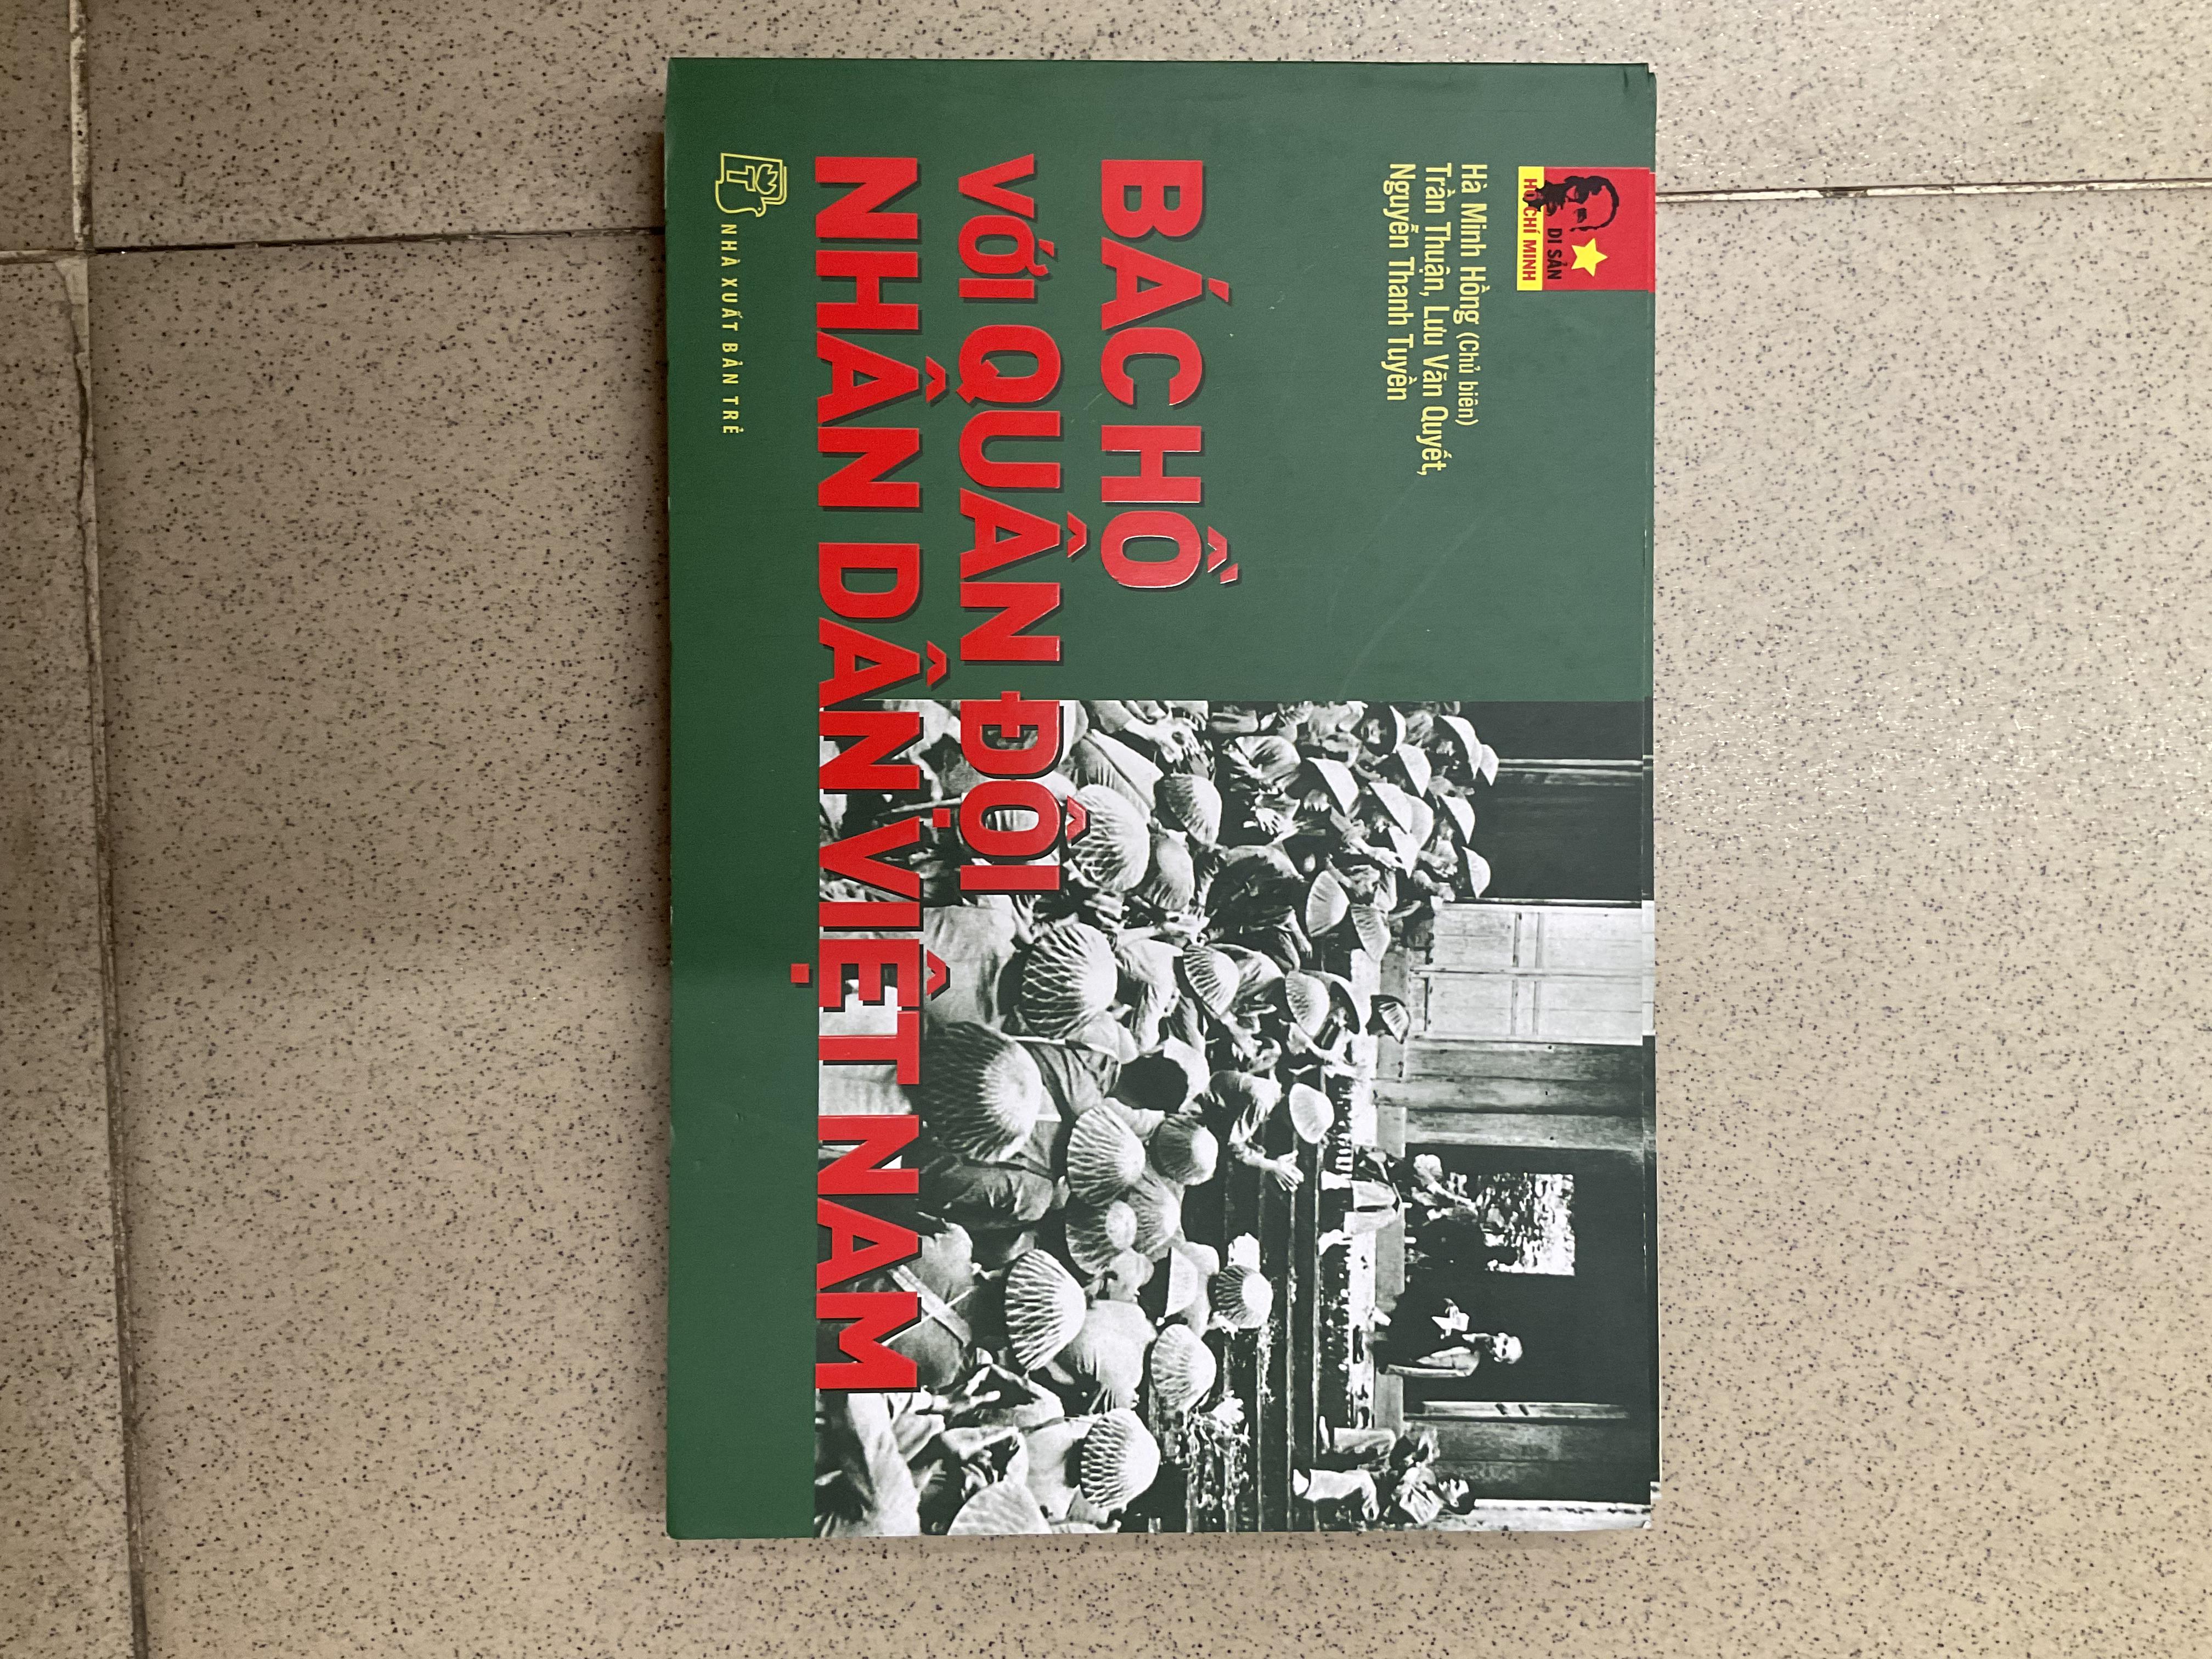 DI SẢN
HỒ CHÍ MINH
Hà Minh Hồng (Chủ biên)
Trần Thuận, Lưu Văn Quyết,
Nguyễn Thanh Tuyền
BÁC HỒ
VỚI QUÂN ĐỘI
NHÂN DÂN VIỆT NAM
NHÀ XUẤT BẢN TRẺ